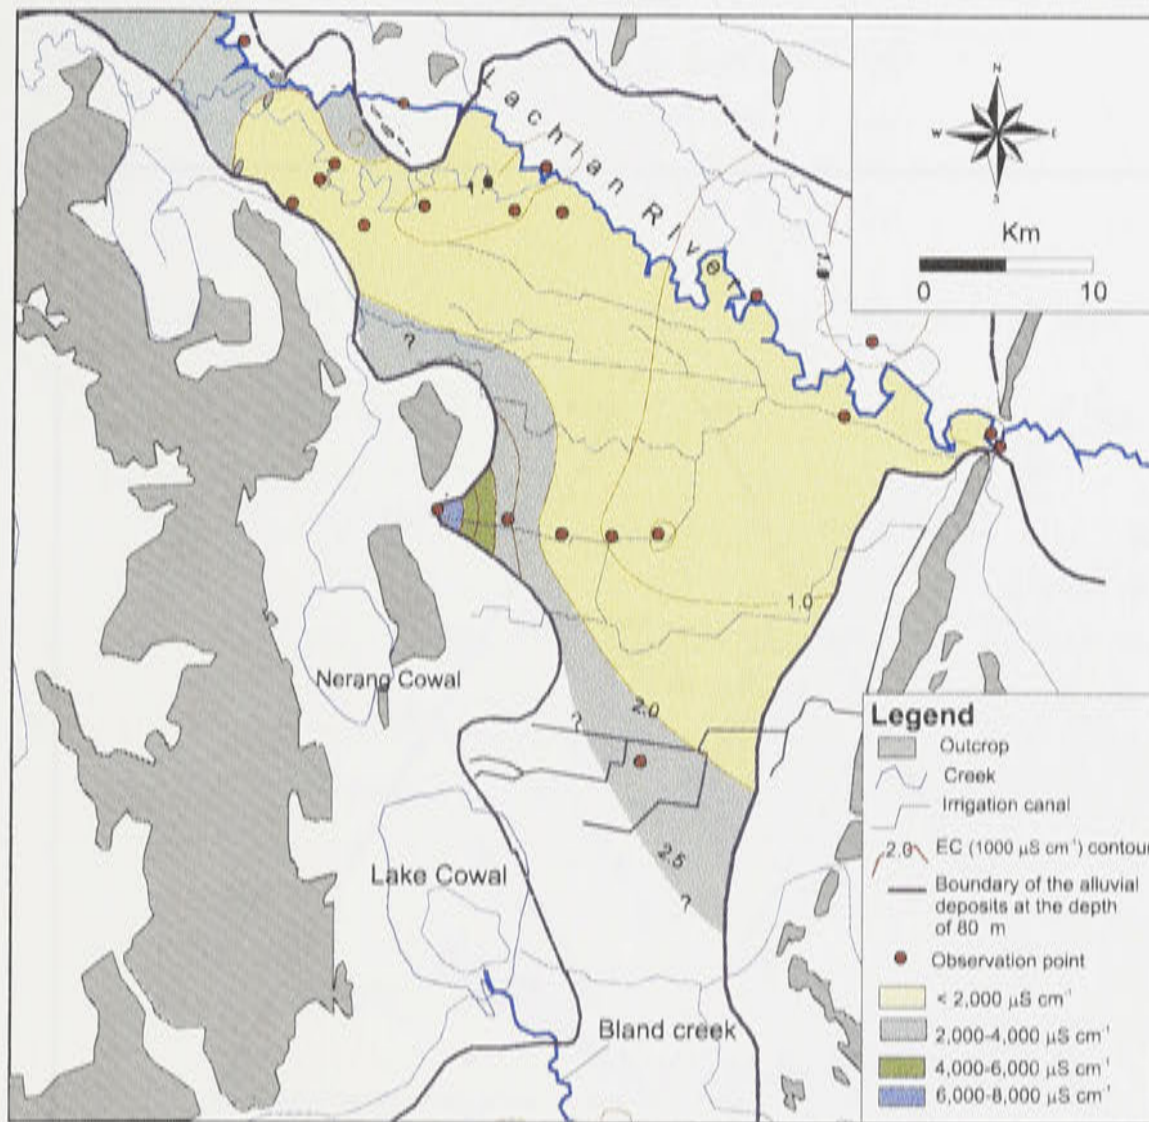 Lachlan River
N
W E
S
Km
0 10
?
1.0
Nerang Cowal
2.0
?
2.5
?
Lake Cowal
Bland creek
Legend
Outcrop
Creek
Irrigation canal
2.0 EC (1000 µS cm⁻¹) contour
Boundary of the alluvial
deposits at the depth
of 80 m
Observation point
< 2,000 µS cm⁻¹
2,000-4,000 µS cm⁻¹
4,000-6,000 µS cm⁻¹
6,000-8,000 µS cm⁻¹